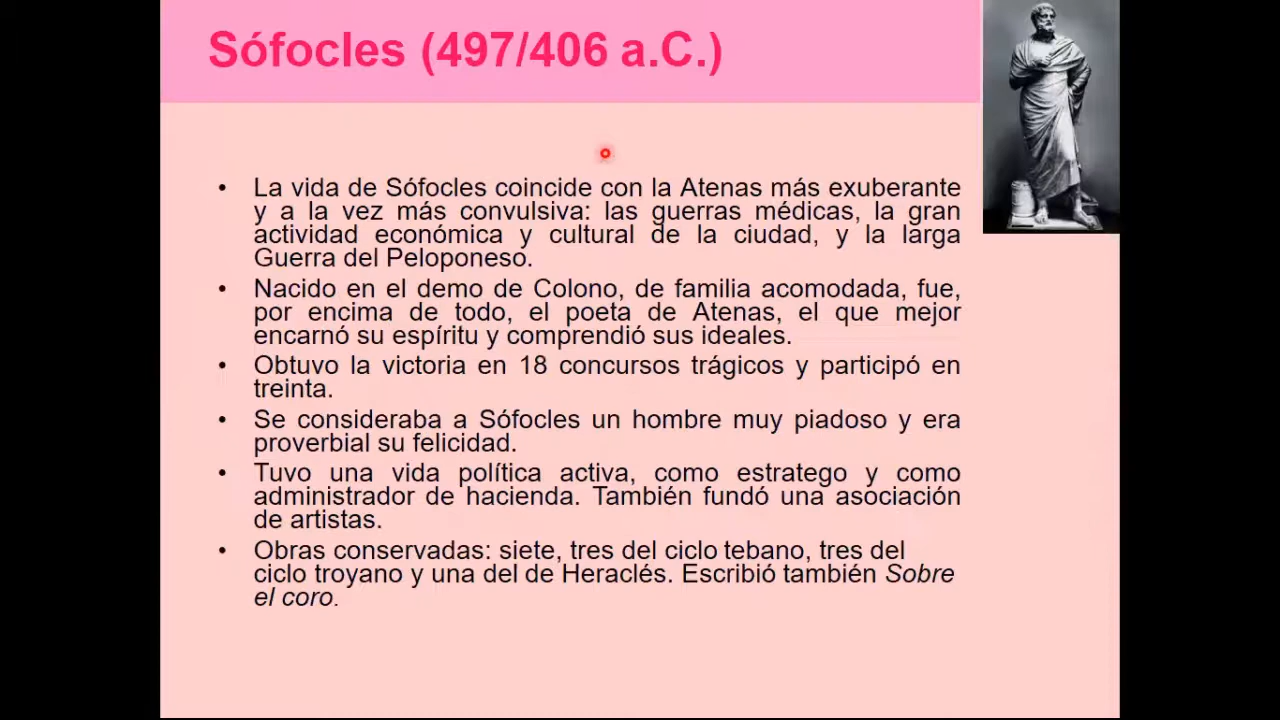 Sófocles (497/406 a.C.)
• La vida de Sófocles coincide con la Atenas más exuberante
y a la vez más convulsiva: las guerras médicas, la gran
actividad económica y cultural de la ciudad, y la larga
Guerra del Peloponeso.
• Nacido en el demo de Colono, de familia acomodada, fue,
por encima de todo, el poeta de Atenas, el que mejor
encarnó su espíritu y comprendió sus ideales.
• Obtuvo la victoria en 18 concursos trágicos y participó en
treinta.
• Se consideraba a Sófocles un hombre muy piadoso y era
proverbial su felicidad.
• Tuvo una vida política activa, como estratego y como
administrador de hacienda. También fundó una asociación
de artistas.
• Obras conservadas: siete, tres del ciclo tebano, tres del
ciclo troyano y una del de Heraclés. Escribió también Sobre
el coro.